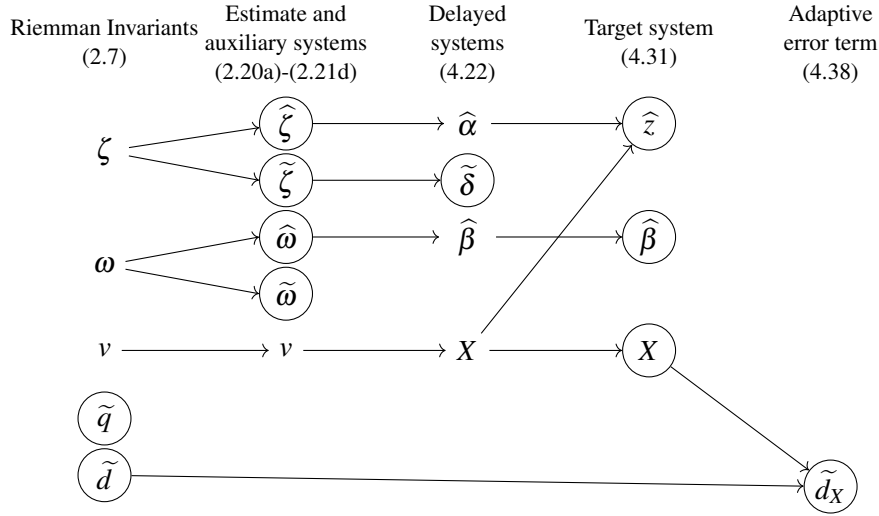 Riemman Invariants
(2.7)
Estimate and
auxiliary systems
(2.20a)-(2.21d)
Delayed
systems
(4.22)
Target system
(4.31)
Adaptive
error term
(4.38)
ζ
ζ̂
α̂
ẑ
ζ̃
δ̃
ω
ω̂
β̂
β̂
ω̃
v
v
X
X
q̃
d̃
d̃_X